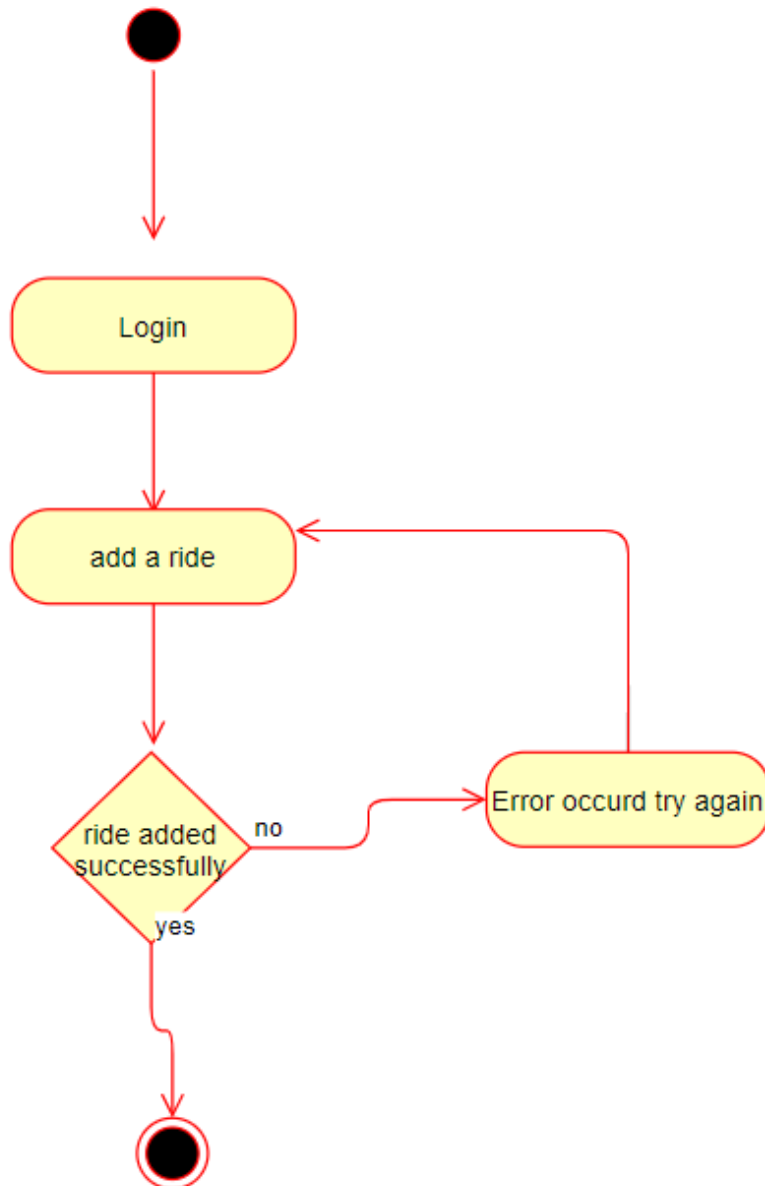 Login
add a ride
ride added
successfully
no
Error occurd try again
yes